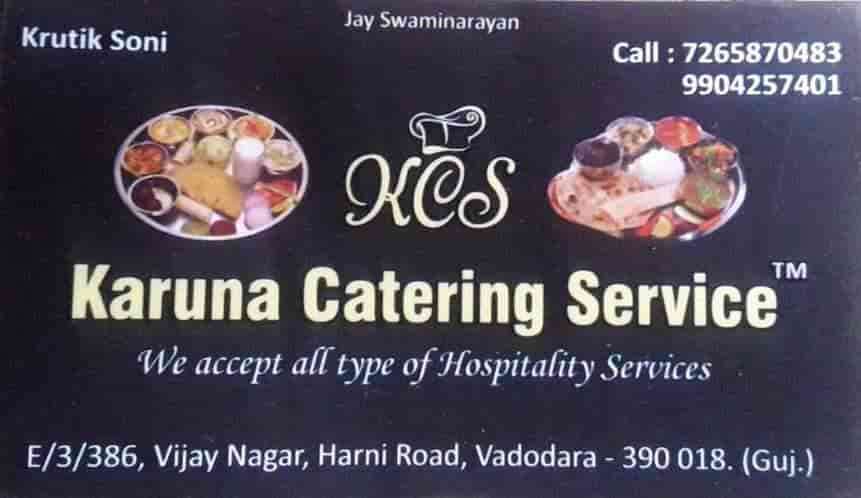 Jay Swaminarayan
Krutik Soni
Call : 7265870483
9904257401
KCS
Karuna Catering Service™
We accept all type of Hospitality Services
E/3/386, Vijay Nagar, Harni Road, Vadodara - 390 018. (Guj.)